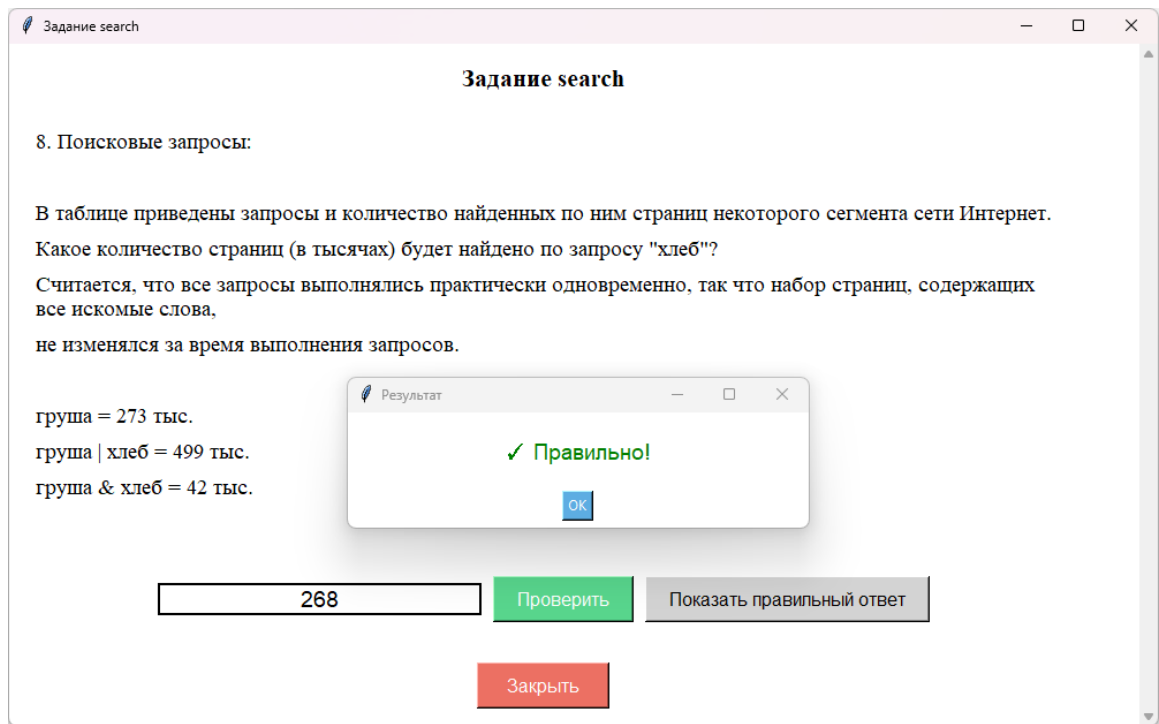 Задание search
Задание search
8. Поисковые запросы:
В таблице приведены запросы и количество найденных по ним страниц некоторого сегмента сети Интернет.
Какое количество страниц (в тысячах) будет найдено по запросу "хлеб"?
Считается, что все запросы выполнялись практически одновременно, так что набор страниц, содержащих
все искомые слова,
не изменялся за время выполнения запросов.
груша = 273 тыс.
груша | хлеб = 499 тыс.
груша & хлеб = 42 тыс.
Результат
✓ Правильно!
OK
268
Проверить
Показать правильный ответ
Закрыть